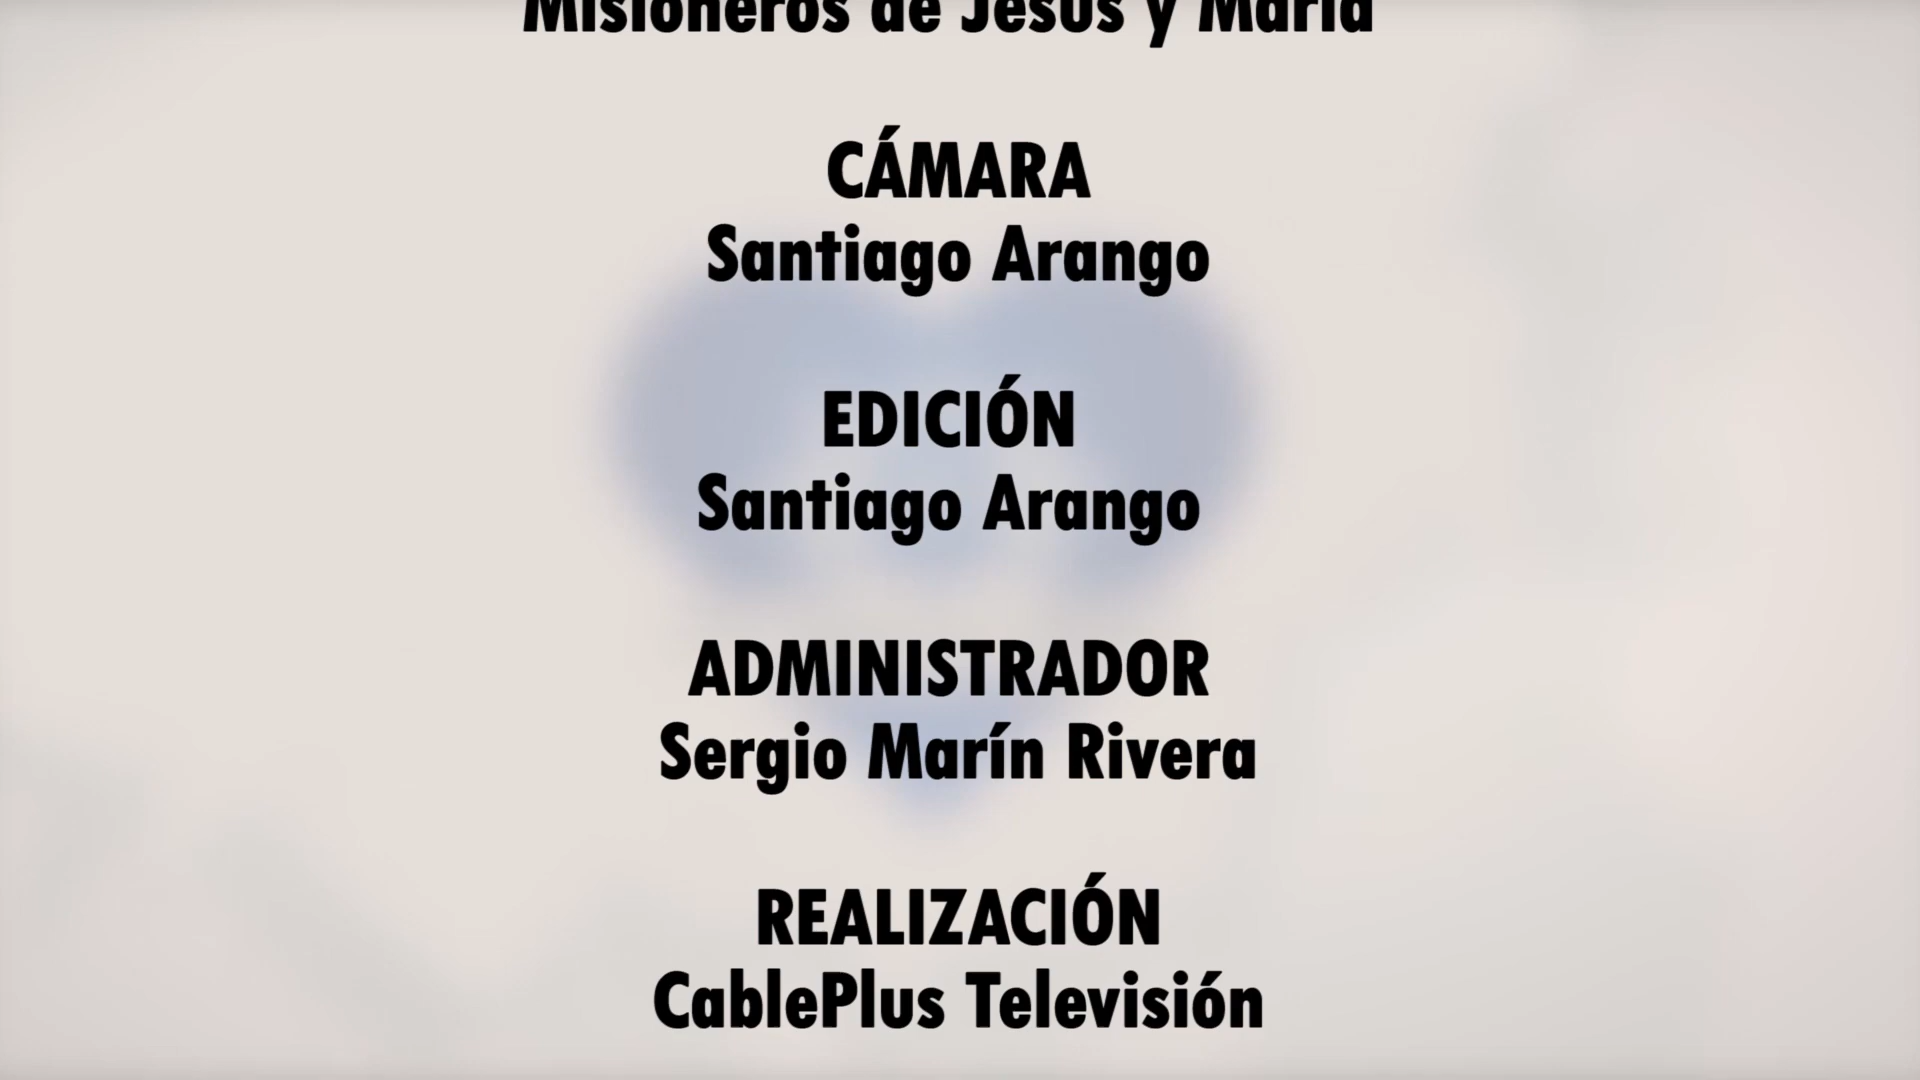 Misioneros de Jesús y María
CÁMARA
Santiago Arango
EDICIÓN
Santiago Arango
ADMINISTRADOR
Sergio Marín Rivera
REALIZACIÓN
CablePlus Televisión